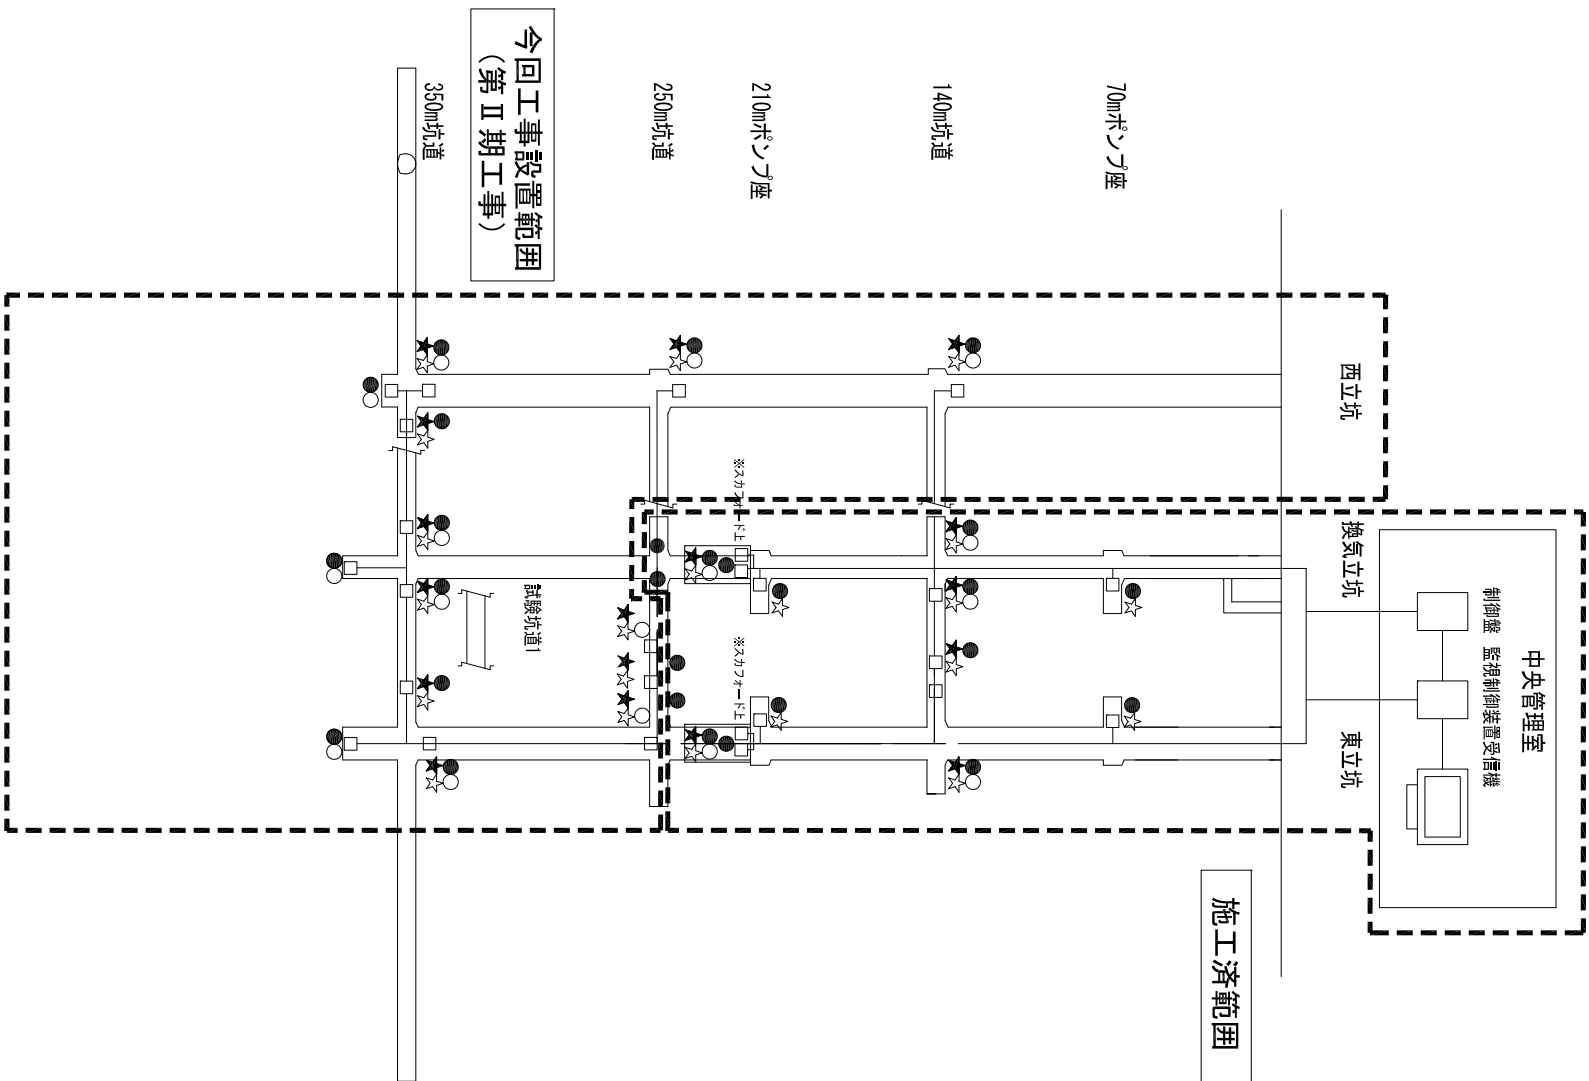 中央管理室
制御盤 監視制御装置受信機
西立坑
換気立坑
東立坑
施工済範囲
70mポンプ座
140m坑道
210mポンプ座
※スカフォード上
※スカフォード上
250m坑道
試験坑道1
今回工事設置範囲
(第Ⅱ期工事)
350m坑道